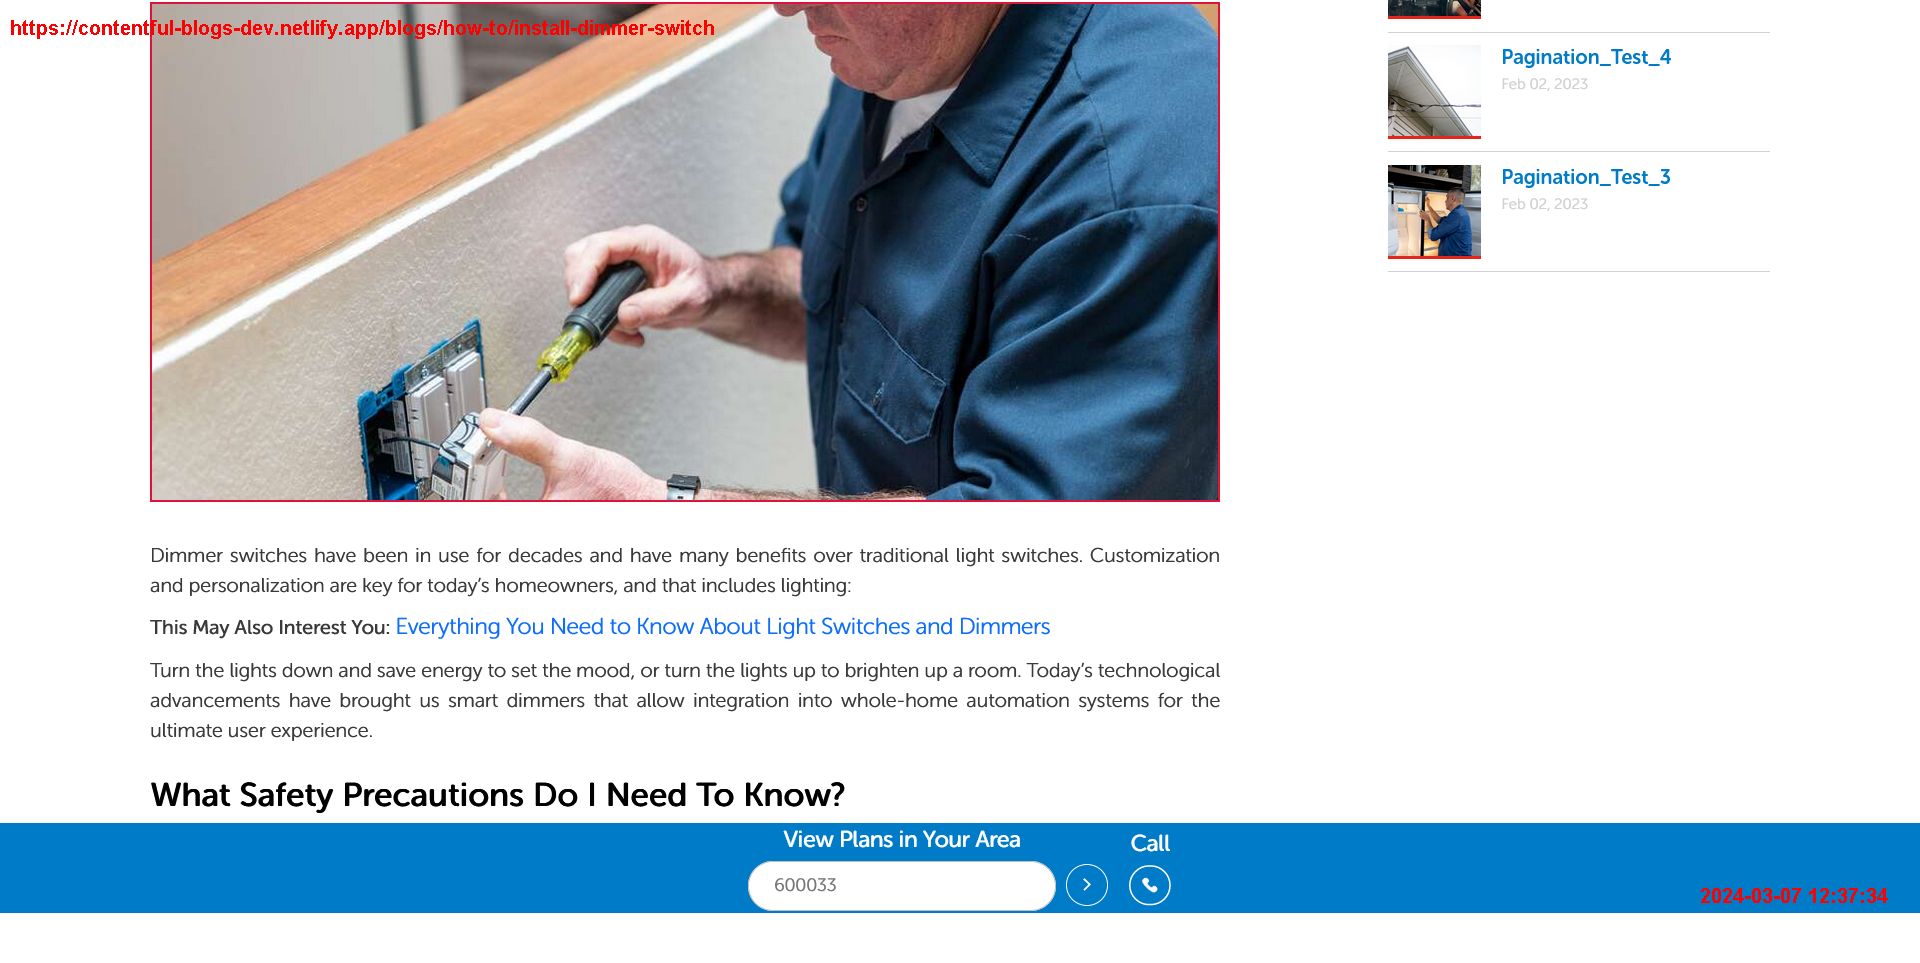 https://contentful-blogs-dev.netlify.app/blogs/how-to/install-dimmer-switch
Dimmer switches have been in use for decades and have many benefits over traditional light switches. Customization
and personalization are key for today’s homeowners, and that includes lighting:
This May Also Interest You: Everything You Need to Know About Light Switches and Dimmers
Turn the lights down and save energy to set the mood, or turn the lights up to brighten up a room. Today’s technological
advancements have brought us smart dimmers that allow integration into whole-home automation systems for the
ultimate user experience.
What Safety Precautions Do I Need To Know?
Pagination_Test_4
Feb 02, 2023
Pagination_Test_3
Feb 02, 2023
View Plans in Your Area
600033
Call
2024-03-07 12:37:34